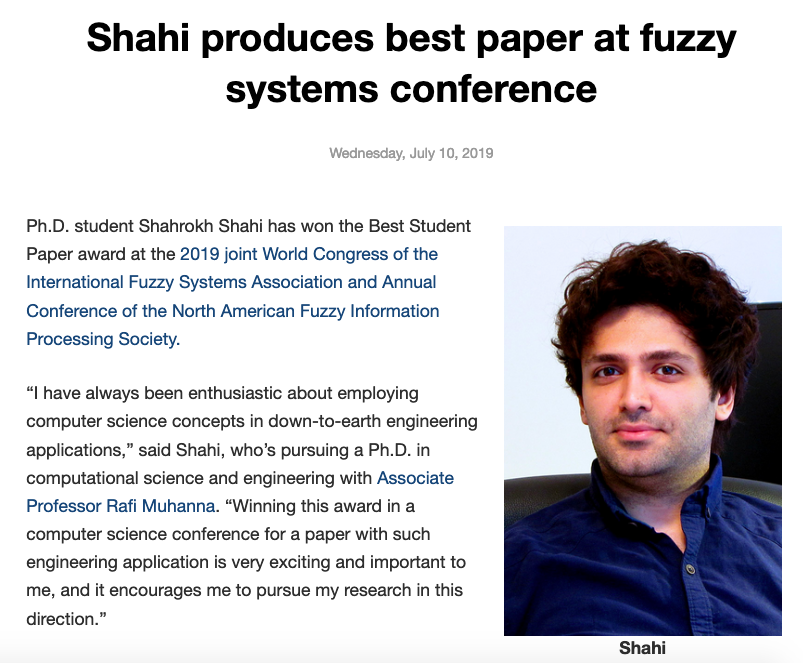 Shahi produces best paper at fuzzy
systems conference
Wednesday, July 10, 2019
Ph.D. student Shahrokh Shahi has won the Best Student
Paper award at the 2019 joint World Congress of the
International Fuzzy Systems Association and Annual
Conference of the North American Fuzzy Information
Processing Society.
“I have always been enthusiastic about employing
computer science concepts in down-to-earth engineering
applications,” said Shahi, who’s pursuing a Ph.D. in
computational science and engineering with Associate
Professor Rafi Muhanna. “Winning this award in a
computer science conference for a paper with such
engineering application is very exciting and important to
me, and it encourages me to pursue my research in this
direction.”
Shahi